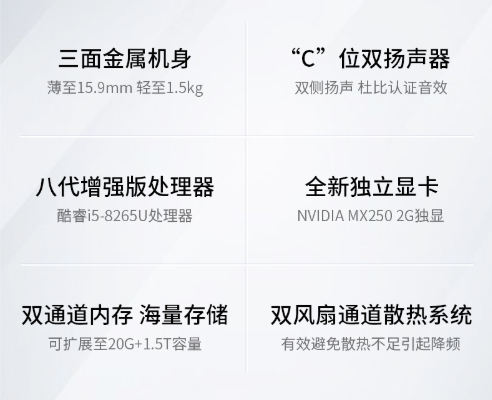 三面金属机身
薄至15.9mm 轻至1.5kg
“C”位双扬声器
双侧扬声 杜比认证音效
八代增强版处理器
酷睿i5-8265U处理器
全新独立显卡
NVIDIA MX250 2G独显
双通道内存 海量存储
可扩展至20G+1.5T容量
双风扇通道散热系统
有效避免散热不足引起降频